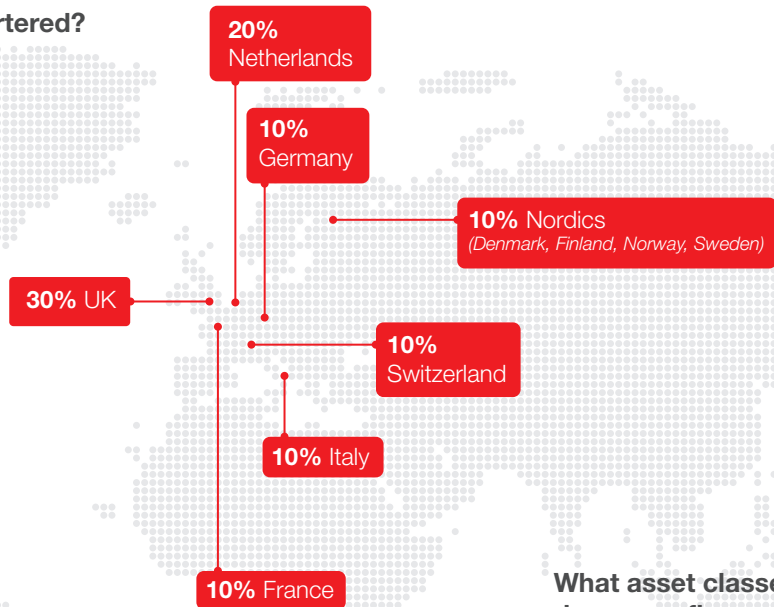 20%
Netherlands
10%
Germany
10% Nordics
(Denmark, Finland, Norway, Sweden)
30% UK
10%
Switzerland
10% Italy
10% France
What asset classe